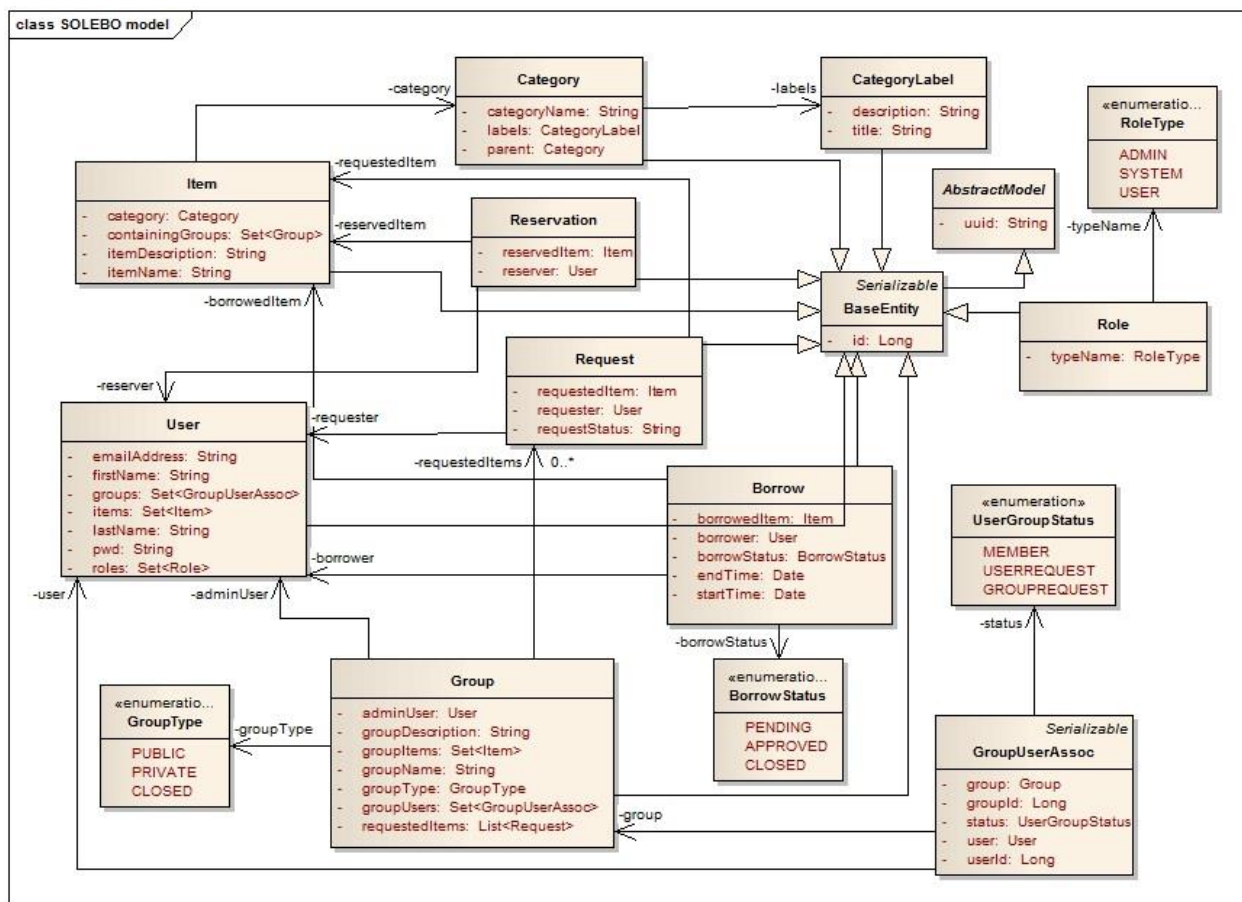 class SOLEBO model
Category
- categoryName: String
- labels: CategoryLabel
- parent: Category
-category
-labels
CategoryLabel
- description: String
- title: String
«enumeratio...
RoleType
ADMIN
SYSTEM
USER
-typeName
AbstractModel
- uuid: String
-requestedItem
Item
- category: Category
- containingGroups: Set<Group>
- itemDescription: String
- itemName: String
-reservedItem
Reservation
- reservedItem: Item
- reserver: User
-borrowedItem
Serializable
BaseEntity
- id: Long
Role
- typeName: RoleType
Request
- requestedItem: Item
- requester: User
- requestStatus: String
-reserver
-requester
-requestedItems
0..*
User
- emailAddress: String
- firstName: String
- groups: Set<GroupUserAssoc>
- items: Set<Item>
- lastName: String
- pwd: String
- roles: Set<Role>
Borrow
- borrowedItem: Item
- borrower: User
- borrowStatus: BorrowStatus
- endTime: Date
- startTime: Date
-borrower
«enumeration»
UserGroupStatus
MEMBER
USERREQUEST
GROUPREQUEST
-status
-user
-adminUser
-borrowStatus
«enumeratio...
GroupType
PUBLIC
PRIVATE
CLOSED
-groupType
Group
- adminUser: User
- groupDescription: String
- groupItems: Set<Item>
- groupName: String
- groupType: GroupType
- groupUsers: Set<GroupUserAssoc>
- requestedItems: List<Request>
«enumeratio...
BorrowStatus
PENDING
APPROVED
CLOSED
-group
Serializable
GroupUserAssoc
- group: Group
- groupId: Long
- status: UserGroupStatus
- user: User
- userId: Long